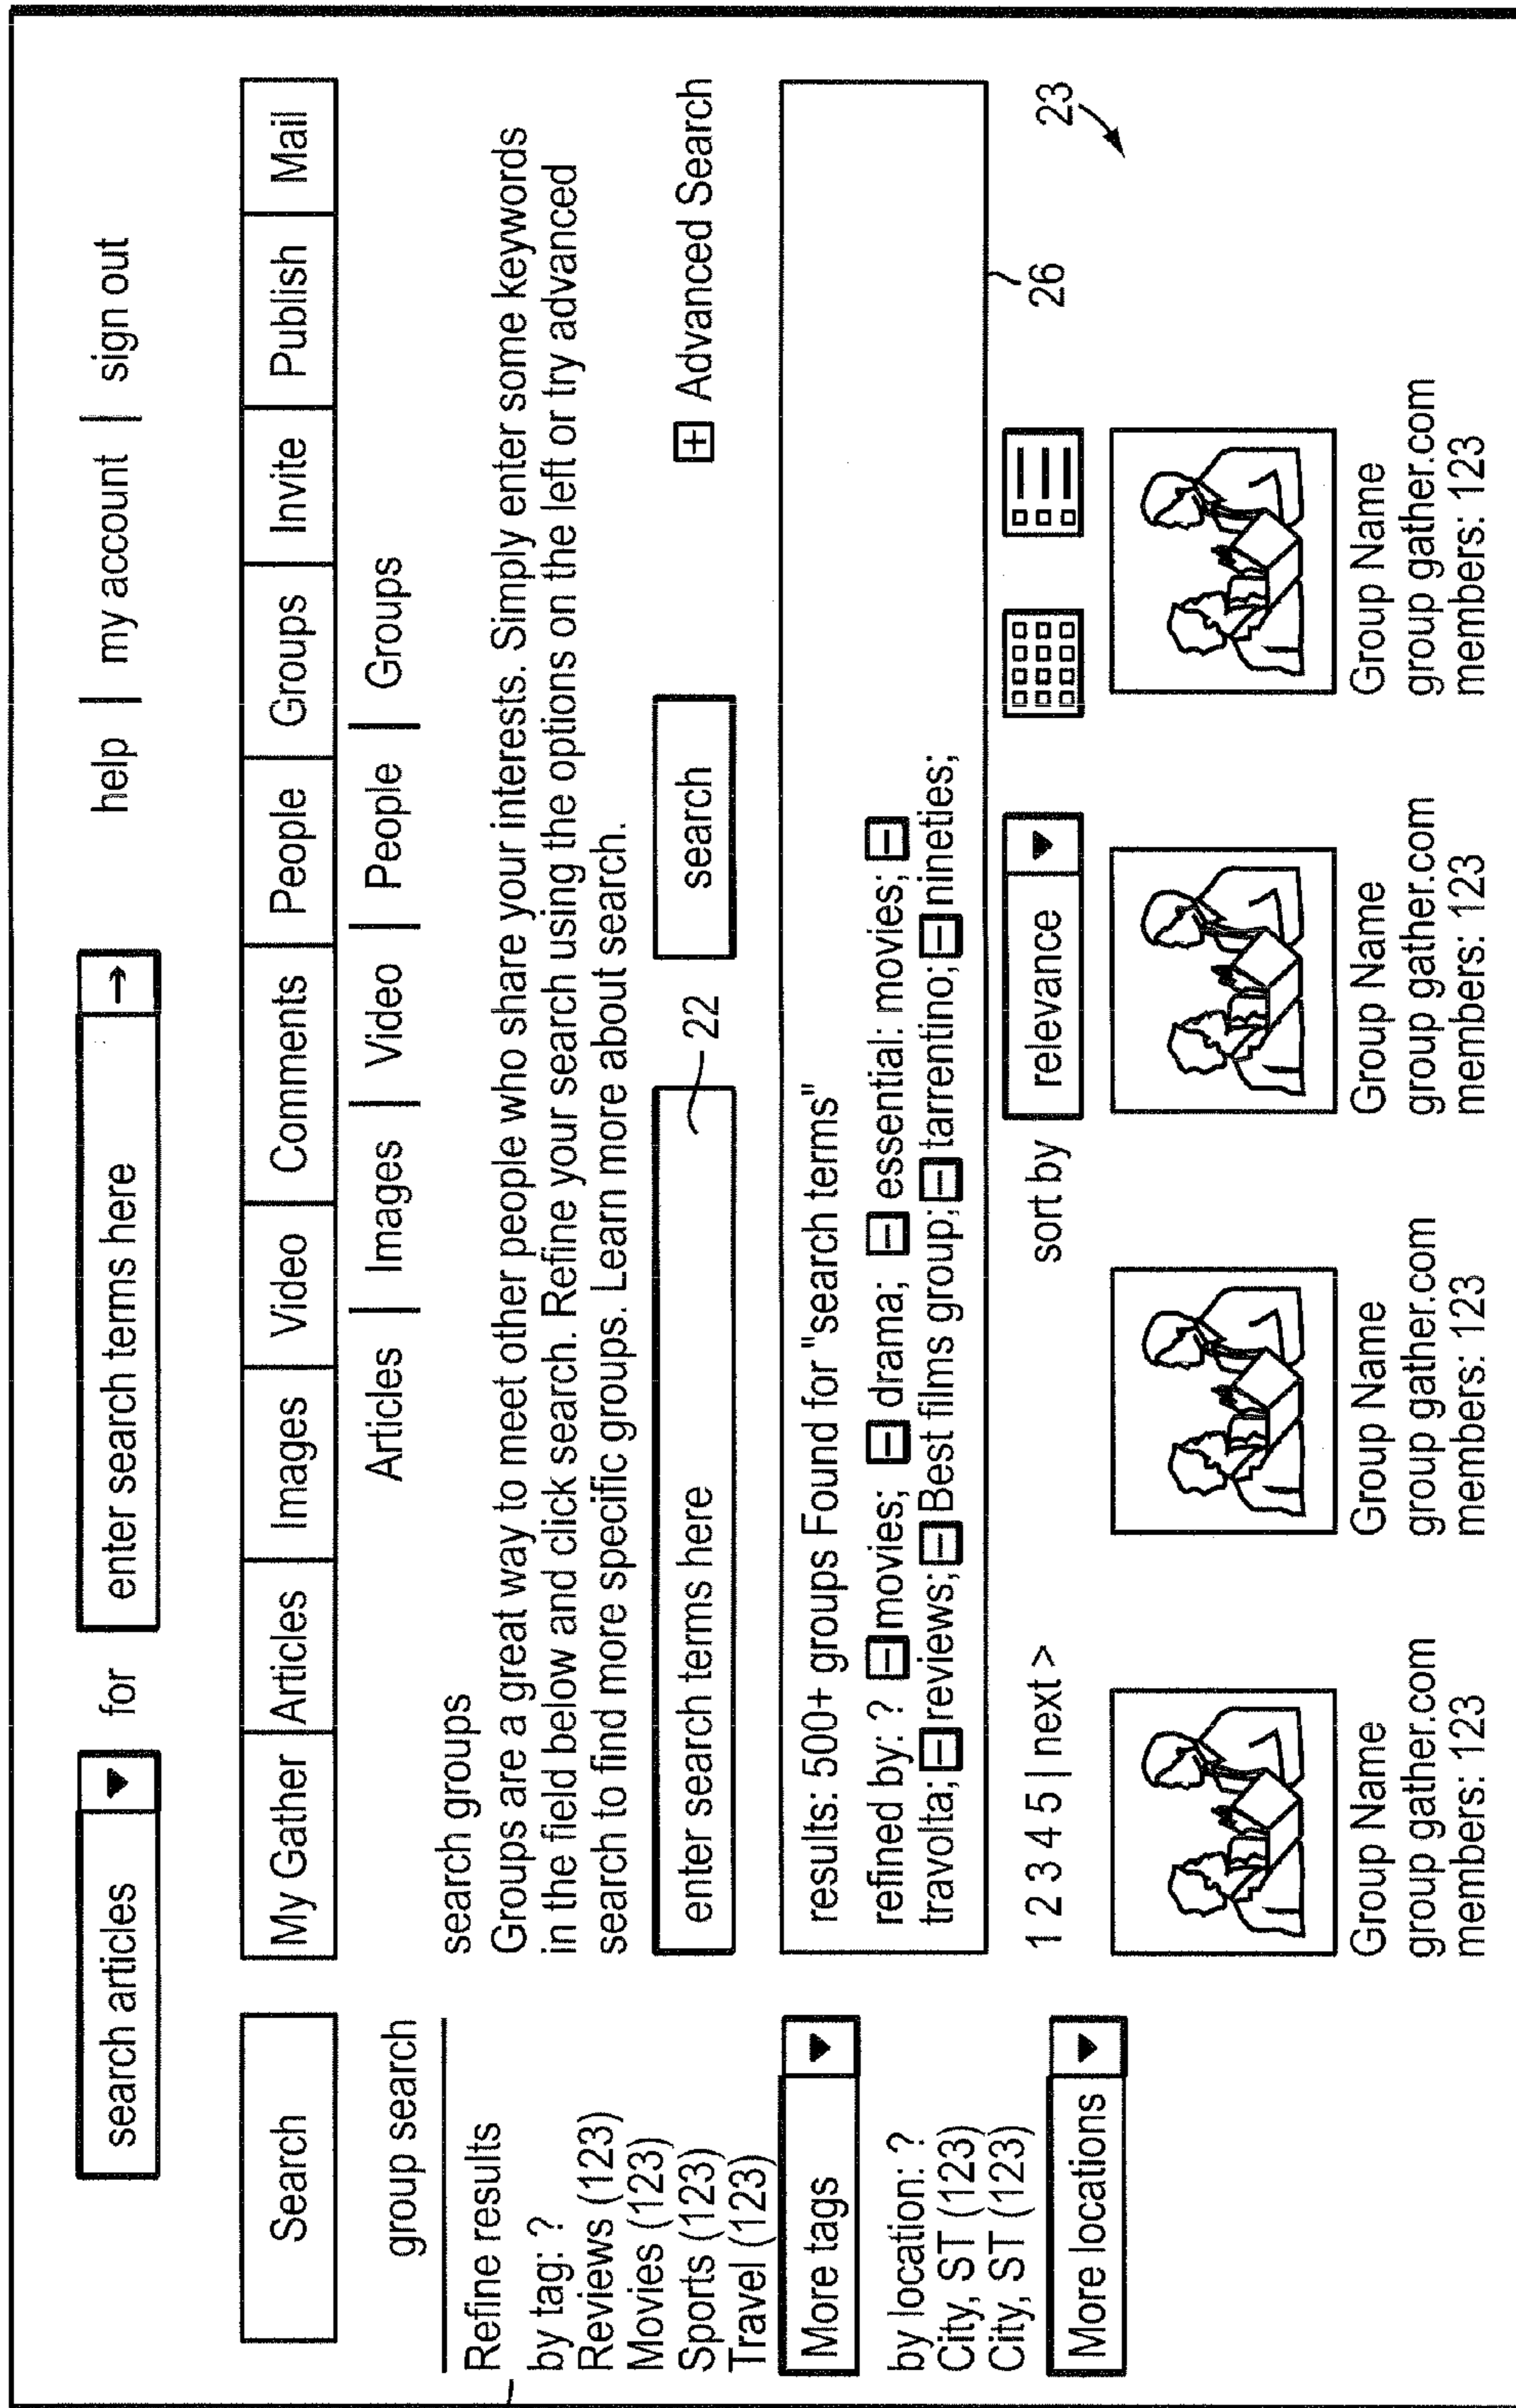 search articles for enter search terms here → help | my account | sign out
Search My Gather Articles Images Video Comments People Groups Invite Publish Mail
group search Articles | Images | Video | People | Groups
Refine results
by tag: ?
Reviews (123)
Movies (123)
Sports (123)
Travel (123)
More tags
by location: ?
City, ST (123)
City, ST (123)
More locations
search groups
Groups are a great way to meet other people who share your interests. Simply enter some keywords
in the field below and click search. Refine your search using the options on the left or try advanced
search to find more specific groups. Learn more about search.
enter search terms here 22 search + Advanced Search
results: 500+ groups Found for "search terms"
refined by: ? - movies; - drama; - essential: movies; -
travolta; - reviews; - Best films group; - tarrentino; - nineties;
26
1 2 3 4 5 | next > sort by relevance
23
Group Name Group Name Group Name Group Name
group gather.com group gather.com group gather.com group gather.com
members: 123 members: 123 members: 123 members: 123